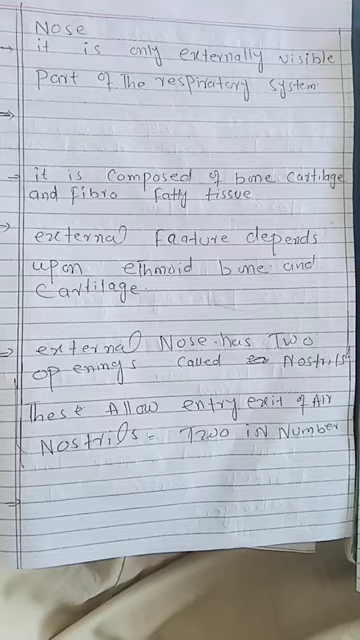 Nose
it is only externally visible
Part of The respiratory system
it is composed of bone cartilage
and Fibro Fatty tissue
external Faature depends
upon ethmoid bone and
Cartilage.
external Nose has Two
openings called Nostrils
These Allow entry exit of Air
Nostrils = Two in Number